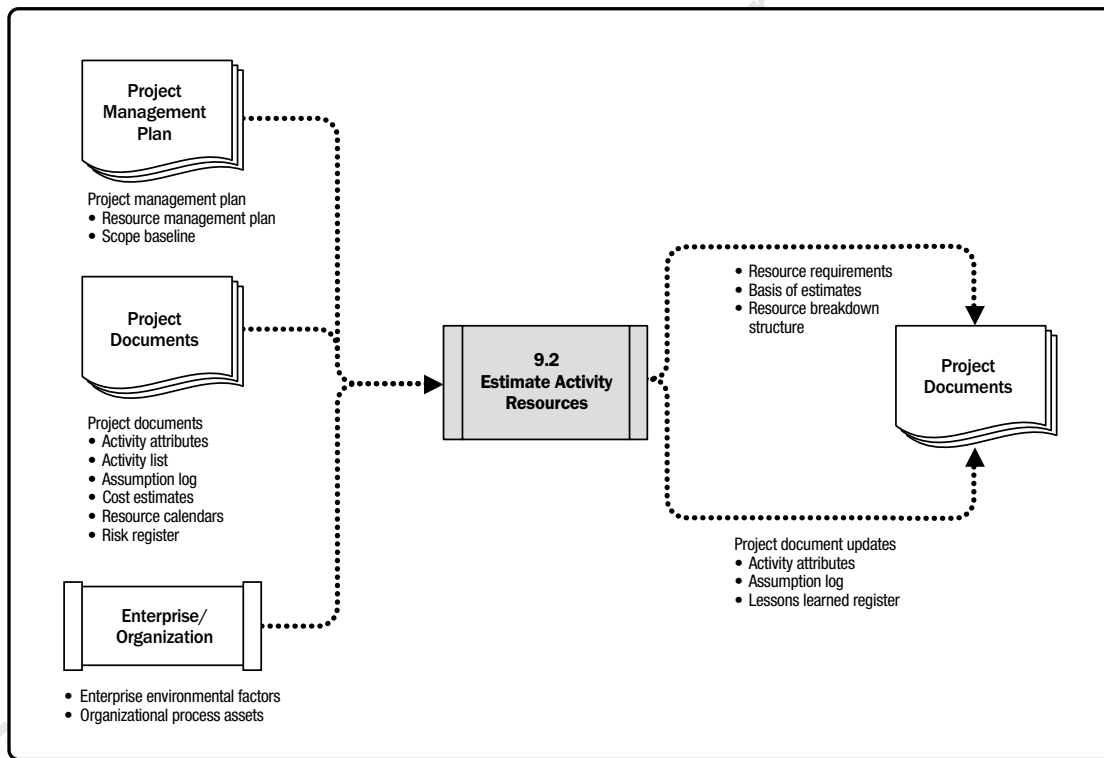 Project
Management
Plan
Project management plan
• Resource management plan
• Scope baseline
Project
Documents
Project documents
• Activity attributes
• Activity list
• Assumption log
• Cost estimates
• Resource calendars
• Risk register
Enterprise/
Organization
• Enterprise environmental factors
• Organizational process assets
9.2
Estimate Activity
Resources
• Resource requirements
• Basis of estimates
• Resource breakdown
structure
Project
Documents
Project document updates
• Activity attributes
• Assumption log
• Lessons learned register